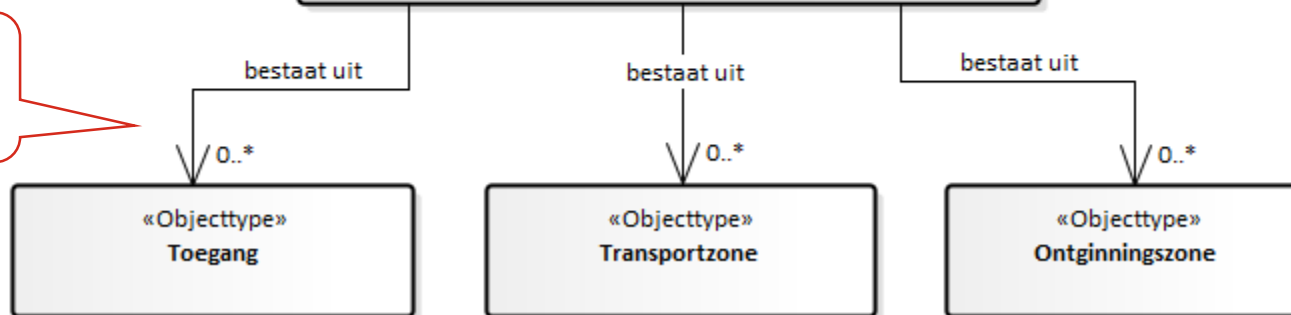 bestaat uit
bestaat uit
bestaat uit
0..*
0..*
0..*
«Objecttype»
Toegang
«Objecttype»
Transportzone
«Objecttype»
Ontginningszone